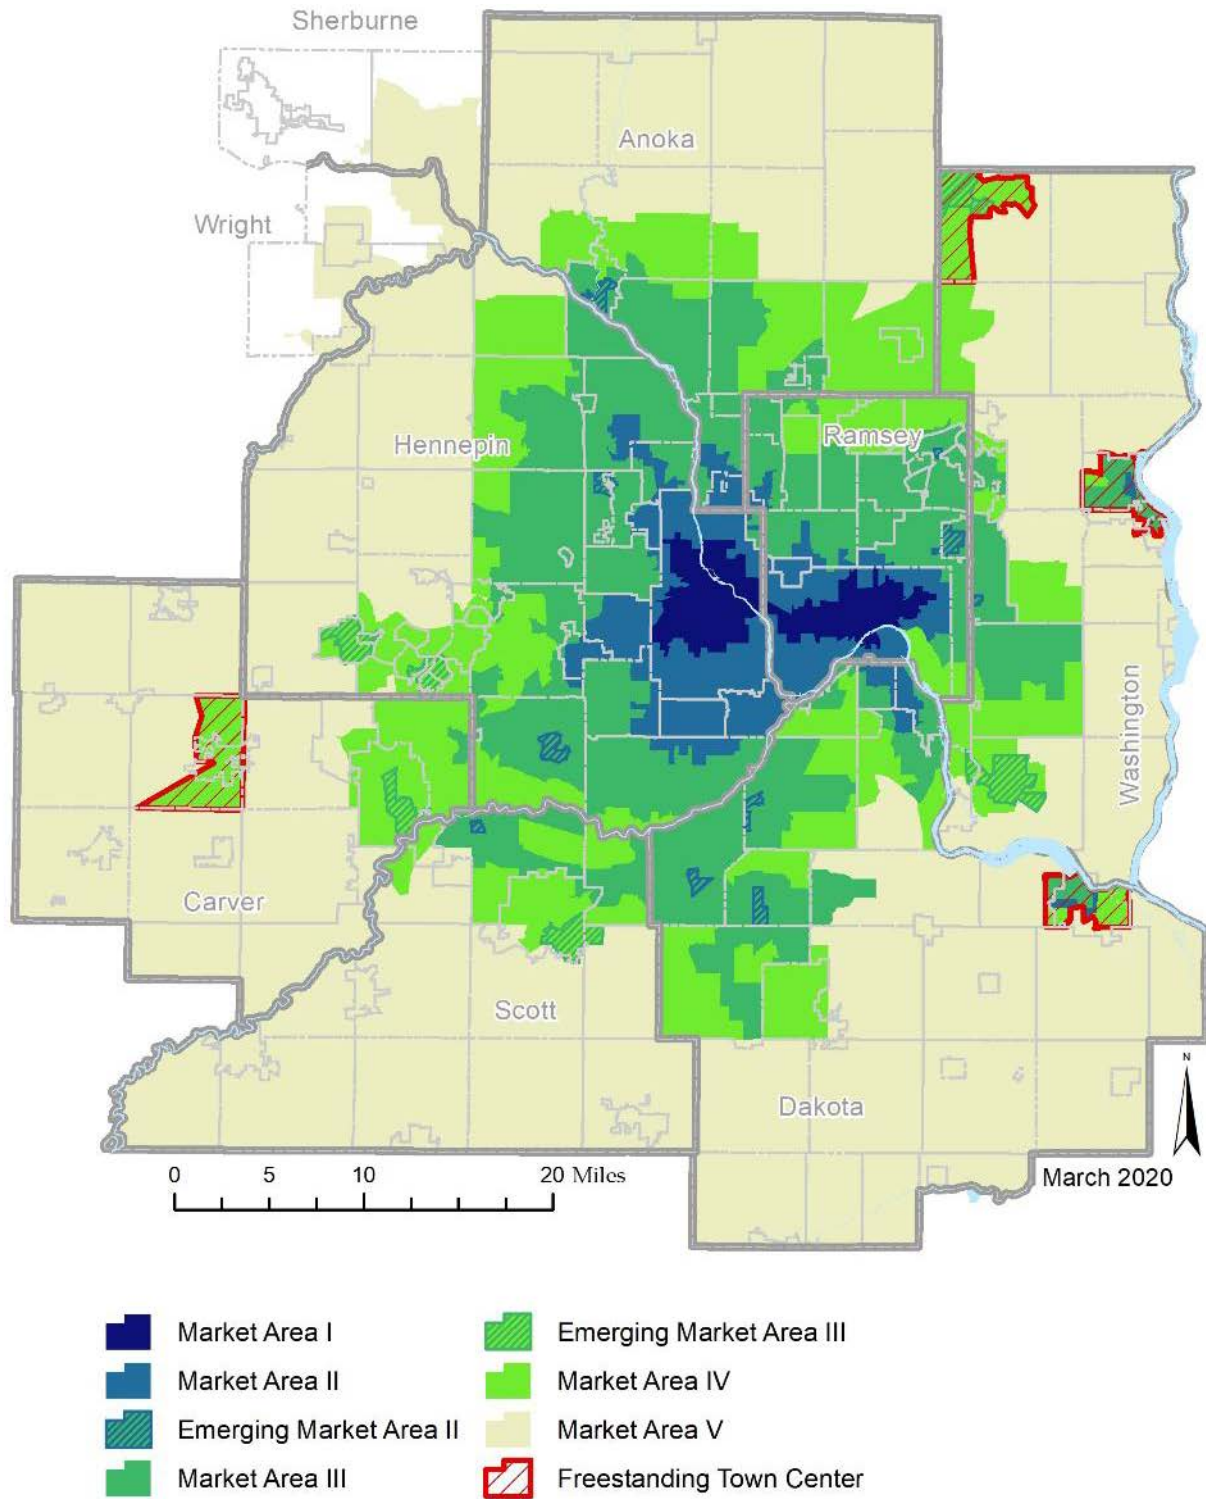 Sherburne
Anoka
Wright
Hennepin
Ramsey
Washington
Carver
Scott
Dakota
N
March 2020
0 5 10 20 Miles
Market Area I
Market Area II
Emerging Market Area II
Market Area III
Emerging Market Area III
Market Area IV
Market Area V
Freestanding Town Center